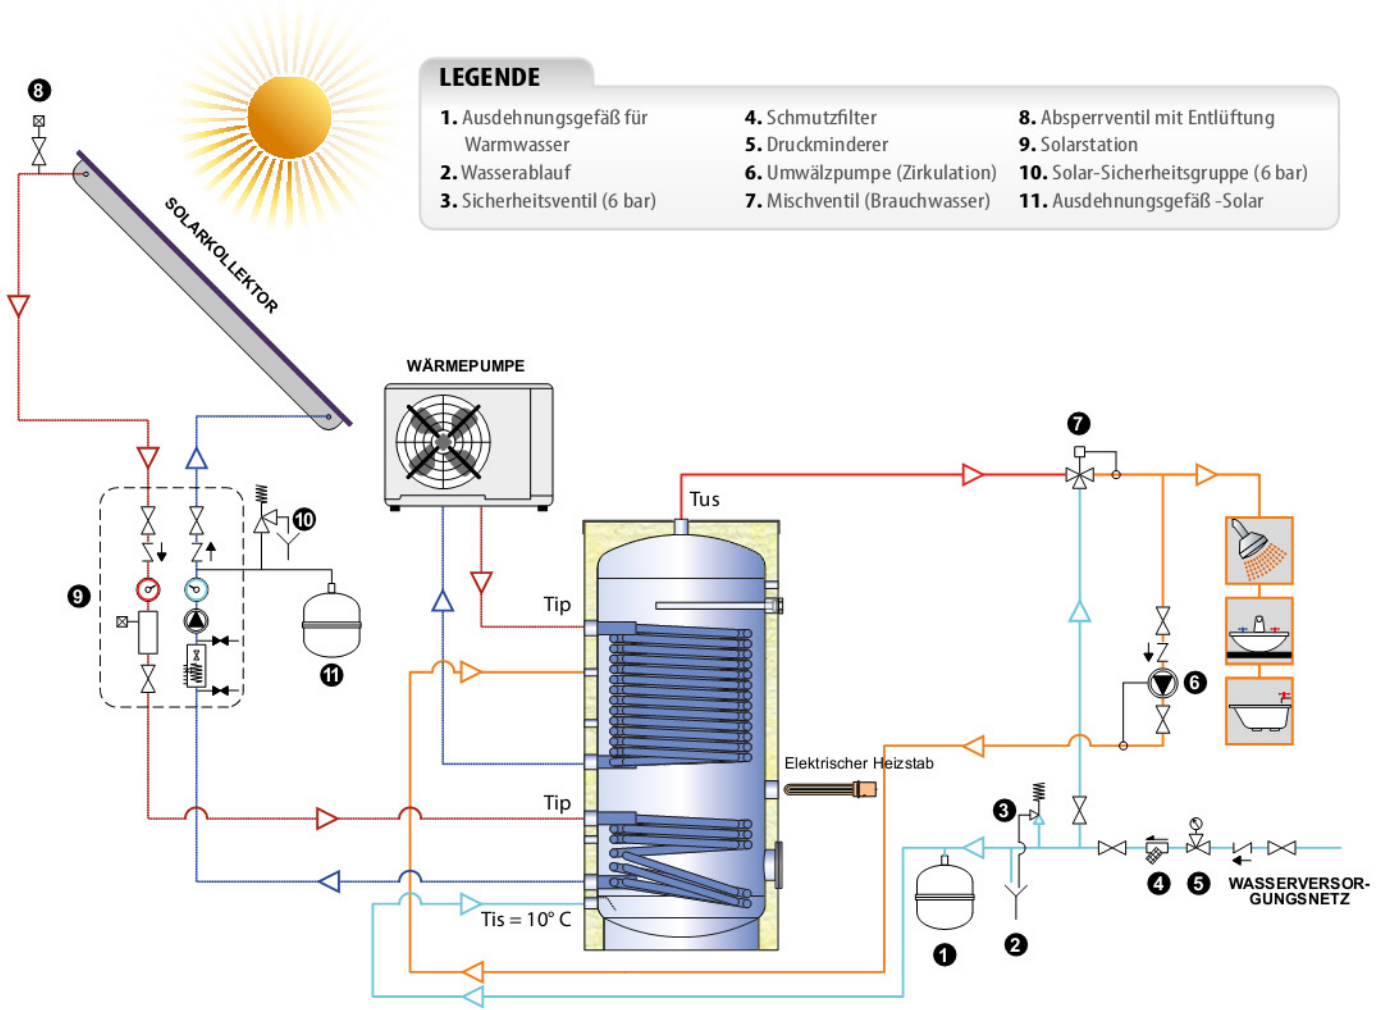 LEGENDE
1. Ausdehnungsgefäß für
Warmwasser
2. Wasserablauf
3. Sicherheitsventil (6 bar)
4. Schmutzfilter
5. Druckminderer
6. Umwälzpumpe (Zirkulation)
7. Mischventil (Brauchwasser)
8. Absperrventil mit Entlüftung
9. Solarstation
10. Solar-Sicherheitsgruppe (6 bar)
11. Ausdehnungsgefäß -Solar
8
SOLARKOLLEKTOR
WÄRMEPUMPE
7
Tus
10
9
11
Tip
6
Elektrischer Heizstab
Tip
3
4
5
WASSERVERSOR-
GUNGSNETZ
Tis = 10° C
1
2